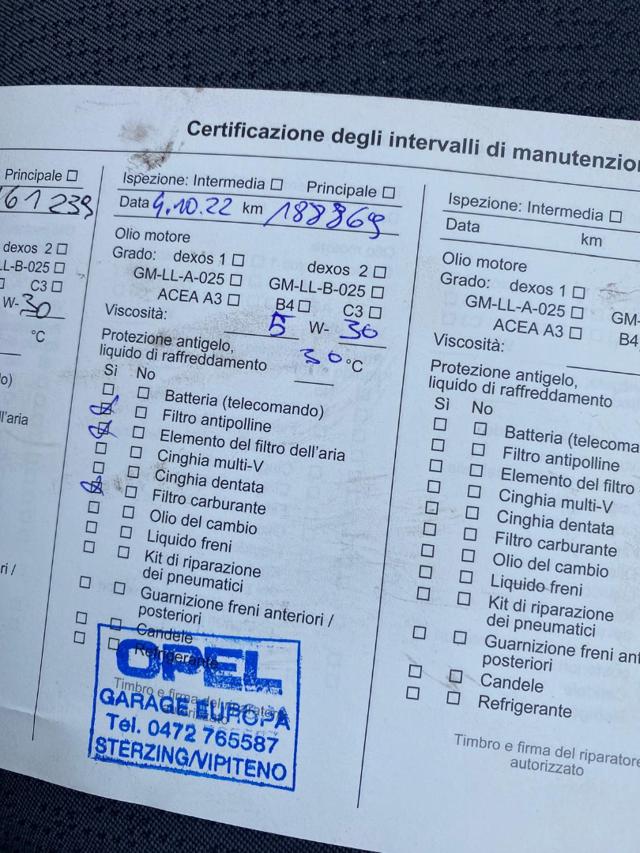 Certificazione degli intervalli di manutenzion
Principale
161239
dexos 2
LL-B-025
C3
W-30
°C
o)
ll'aria
ri /
Ispezione: Intermedia Principale
Data 4.10.22 km 188869
Olio motore
Grado: dexos 1 dexos 2
GM-LL-A-025 GM-LL-B-025
ACEA A3 B4 C3
Viscosità: 5 W- 30
Protezione antigelo,
liquido di raffreddamento 30 °C
Sì No
Batteria (telecomando)
Filtro antipolline
Elemento del filtro dell'aria
Cinghia multi-V
Cinghia dentata
Filtro carburante
Olio del cambio
Liquido freni
Kit di riparazione
dei pneumatici
Guarnizione freni anteriori /
posteriori
Candele
Refrigerante
Timbro e firma del riparatore
autorizzato
OPEL
GARAGE EUROPA
Tel. 0472 765587
STERZING/VIPITENO
Ispezione: Intermedia
Data km
Olio motore
Grado: dexos 1
GM-LL-A-025 GM-
ACEA A3 B4
Viscosità:
Protezione antigelo,
liquido di raffreddamento
Sì No
Batteria (telecoma
Filtro antipolline
Elemento del filtro
Cinghia multi-V
Cinghia dentata
Filtro carburante
Olio del cambio
Liquido freni
Kit di riparazione
dei pneumatici
Guarnizione freni ant
posteriori
Candele
Refrigerante
Timbro e firma del riparatore
autorizzato